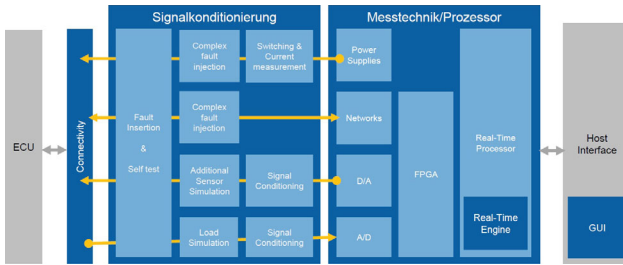 Signalkonditionierung
Messtechnik/Prozessor
ECU
Connectivity
Fault
Insertion
&
Self test
Complex
fault
injection
Switching &
Current
measurement
Power
Supplies
Complex
fault
injection
Networks
Additional
Sensor
Simulation
Signal
Conditioning
D/A
Load
Simulation
Signal
Conditioning
A/D
FPGA
Real-Time
Processor
Real-Time
Engine
Host
Interface
GUI